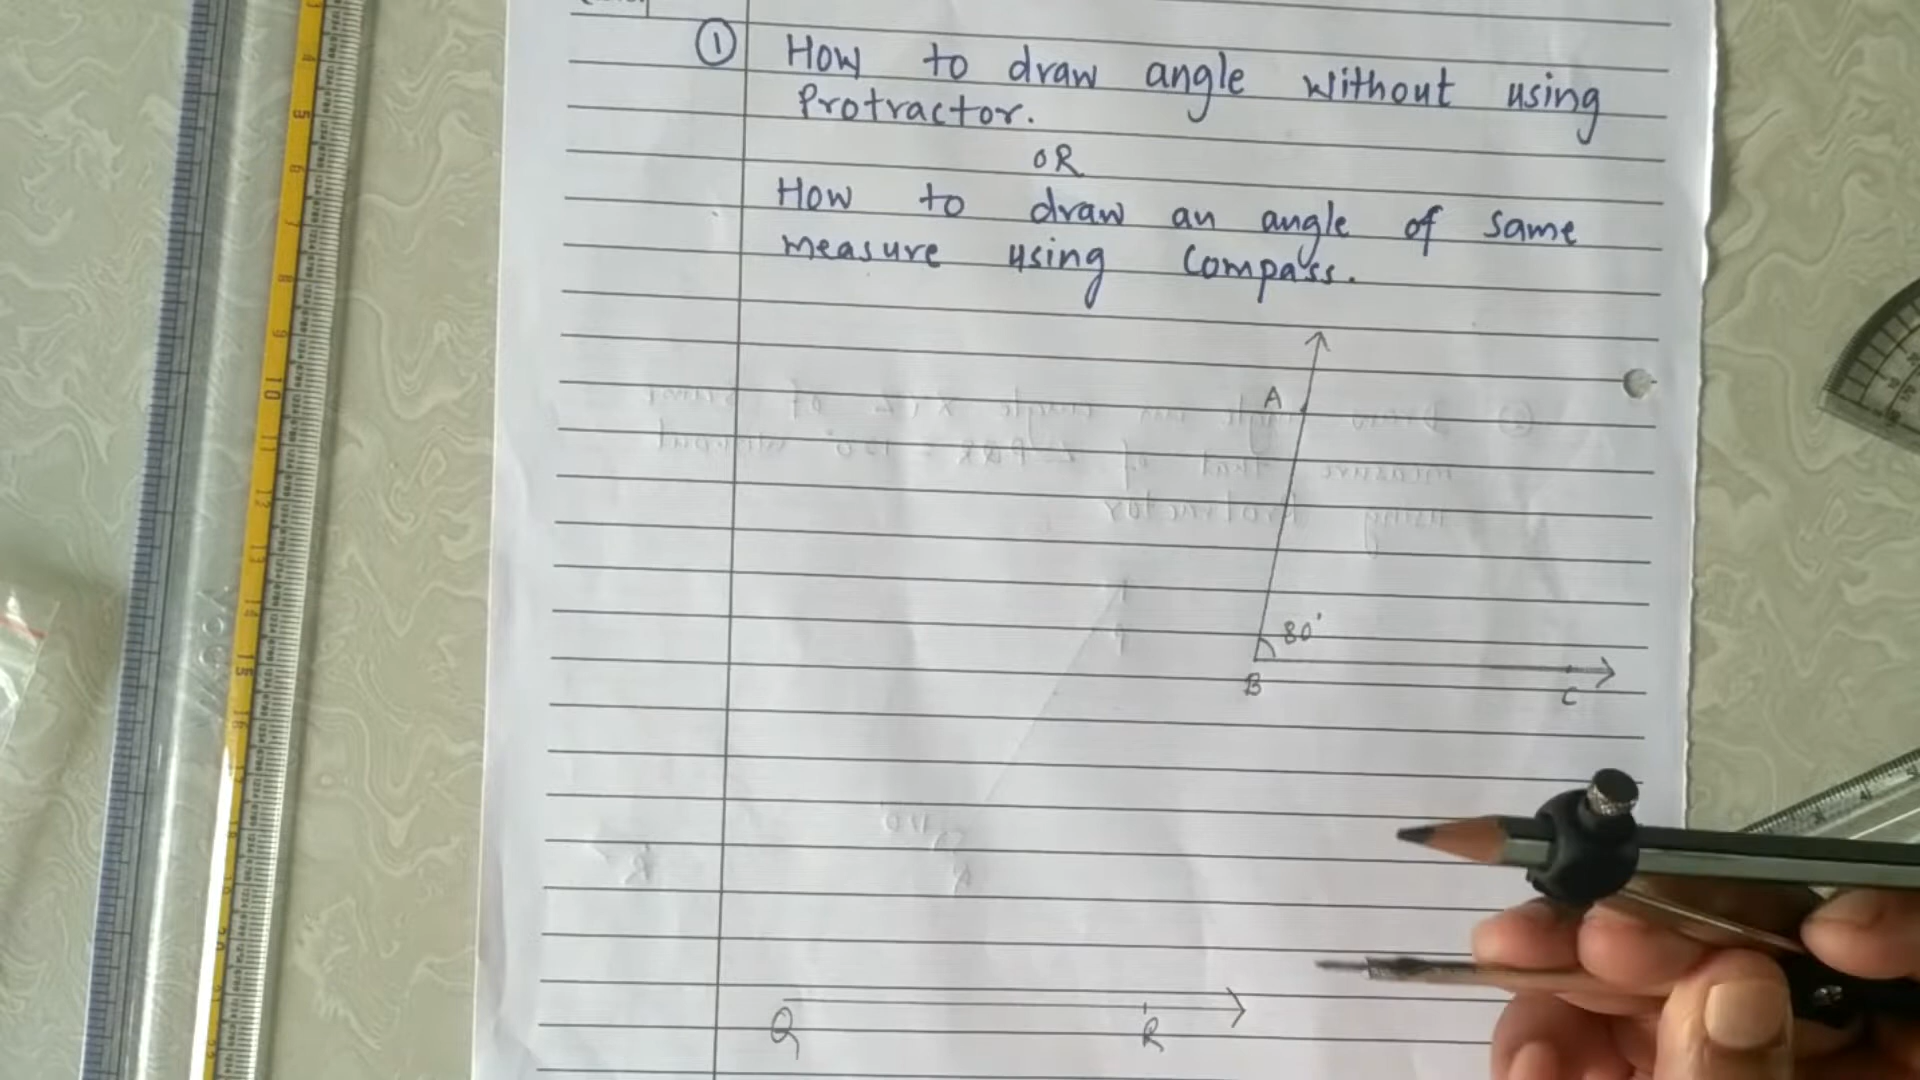 ① How to draw angle without using
Protractor.
OR
How to draw an angle of same
measure using Compass.
A
80°
B
C
Q
R